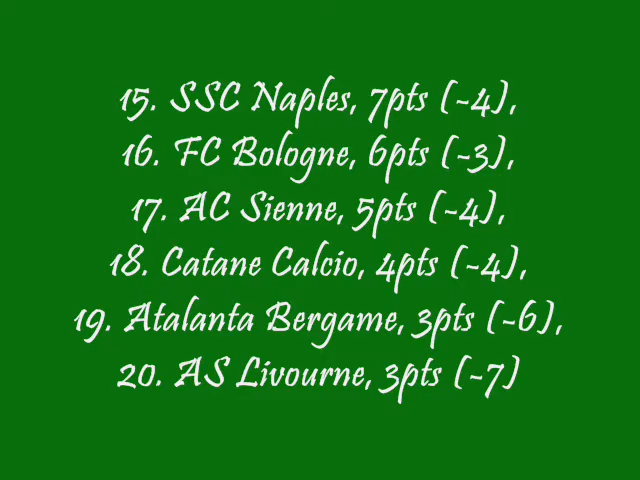 15. SSC Naples, 7pts (-4),
16. FC Bologne, 6pts (-3),
17. AC Sienne, 5pts (-4),
18. Catane Calcio, 4pts (-4),
19. Atalanta Bergame, 3pts (-6),
20. AS Livourne, 3pts (-7)